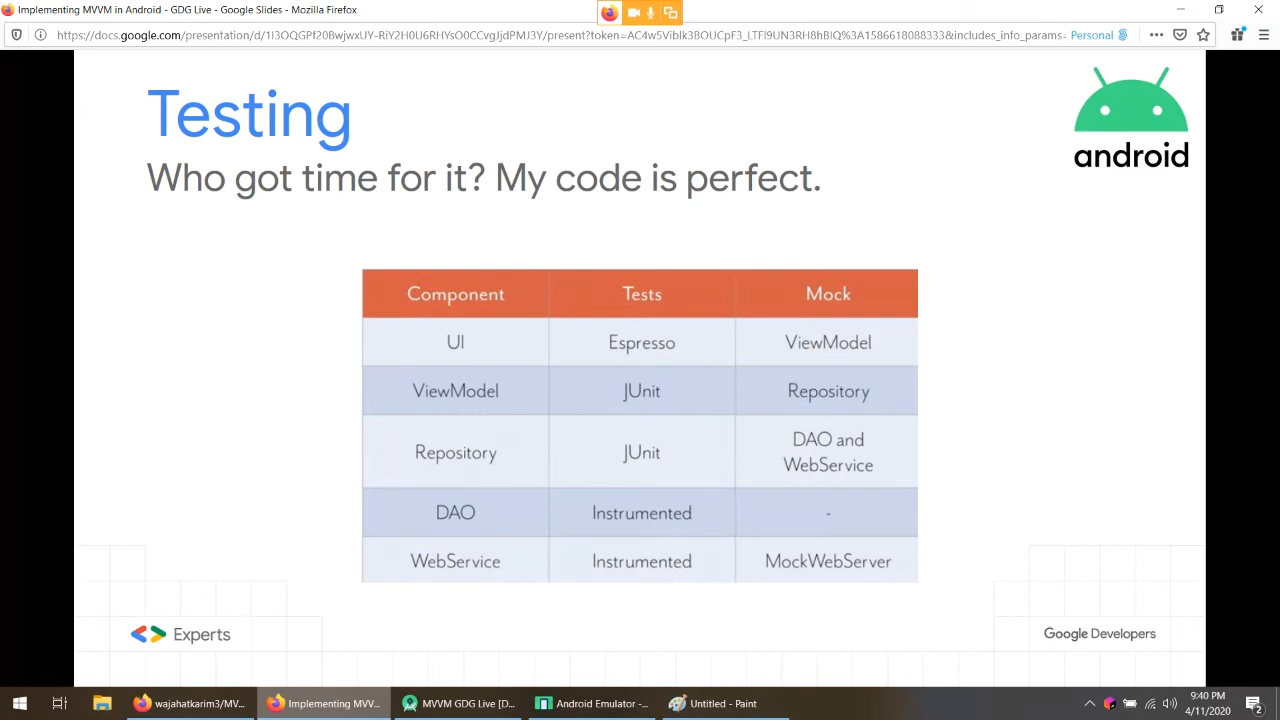 Implementing MVVM in Android - GDG Live - Google Slides - Mozilla Firefox
Personal
Testing
Who got time for it? My code is perfect.
android
Component Tests Mock
UI Espresso ViewModel
ViewModel JUnit Repository
Repository JUnit DAO and
WebService
DAO Instrumented -
WebService Instrumented MockWebServer
Experts
Google Developers
wajahatkarim3/MV...
Implementing MVV...
MVVM GDG Live [D...
Android Emulator -...
Untitled - Paint
9:40 PM
4/11/2020
2